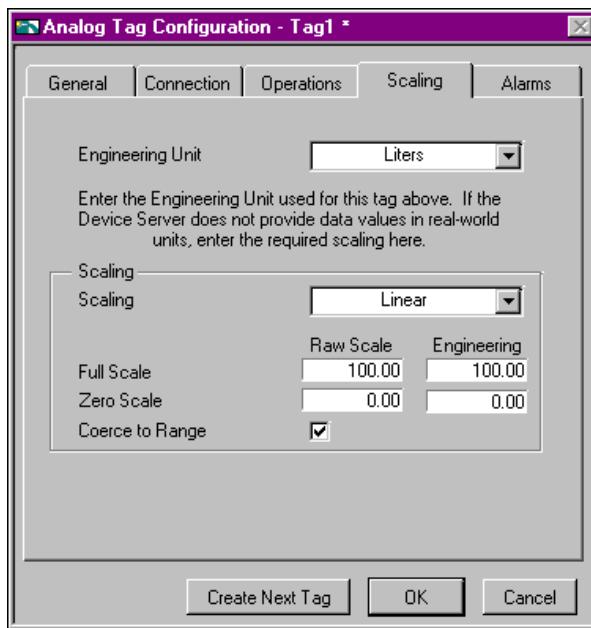 Analog Tag Configuration - Tag1 *
General Connection Operations Scaling Alarms
Engineering Unit Liters
Enter the Engineering Unit used for this tag above. If the
Device Server does not provide data values in real-world
units, enter the required scaling here.
Scaling
Scaling Linear
Raw Scale Engineering
Full Scale 100.00 100.00
Zero Scale 0.00 0.00
Coerce to Range
Create Next Tag OK Cancel